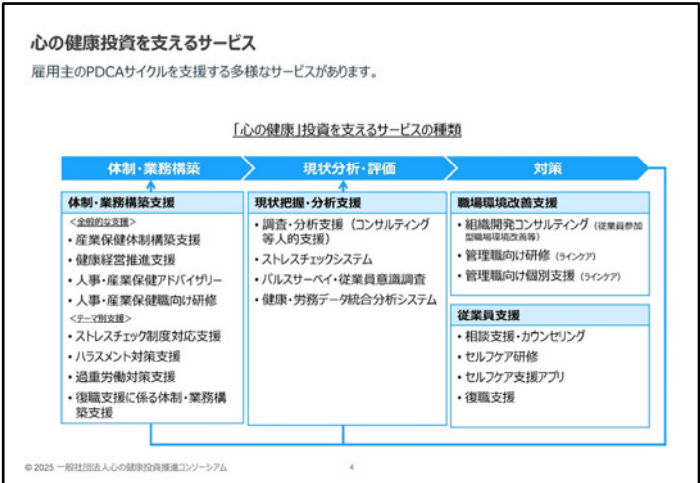 心の健康投資を支えるサービス
雇用主のPDCAサイクルを支援する多様なサービスがあります。
「心の健康」投資を支えるサービスの種類
体制・業務構築
現状分析・評価
対策
体制・業務構築支援
<全般的な支援>
・産業保健体制構築支援
・健康経営推進支援
・人事・産業保健アドバイザリー
・人事・産業保健職向け研修
<テーマ別支援>
・ストレスチェック制度対応支援
・ハラスメント対策支援
・過重労働対策支援
・復職支援に係る体制・業務構
築支援
現状把握・分析支援
・調査・分析支援（コンサルティング
等人的支援）
・ストレスチェックシステム
・パルスサーベイ・従業員意識調査
・健康・労務データ統合分析システム
職場環境改善支援
・組織開発コンサルティング（従業員参加
型職場環境改善等）
・管理職向け研修（ラインケア）
・管理職向け個別支援（ラインケア）
従業員支援
・相談支援・カウンセリング
・セルフケア研修
・セルフケア支援アプリ
・復職支援
© 2025 一般社団法人心の健康投資推進コンソーシアム
4